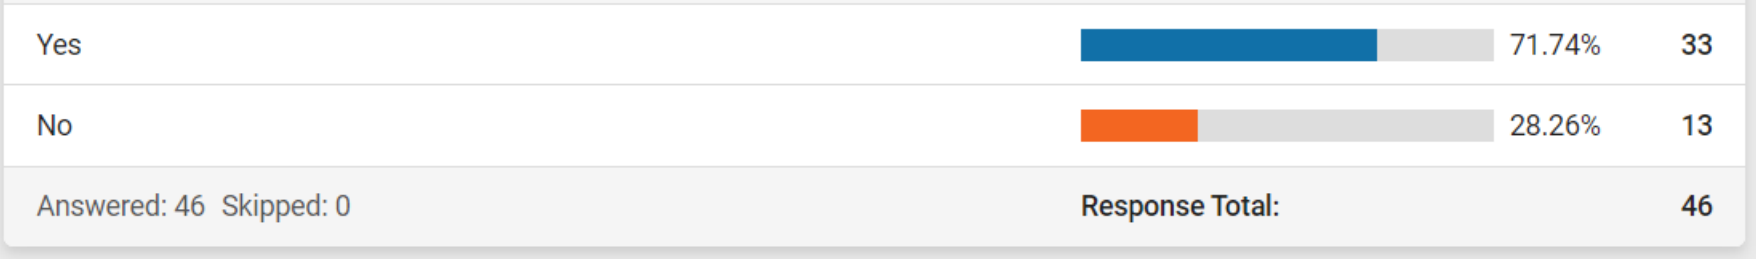 Yes 71.74% 33
No 28.26% 13
Answered: 46 Skipped: 0 Response Total: 46